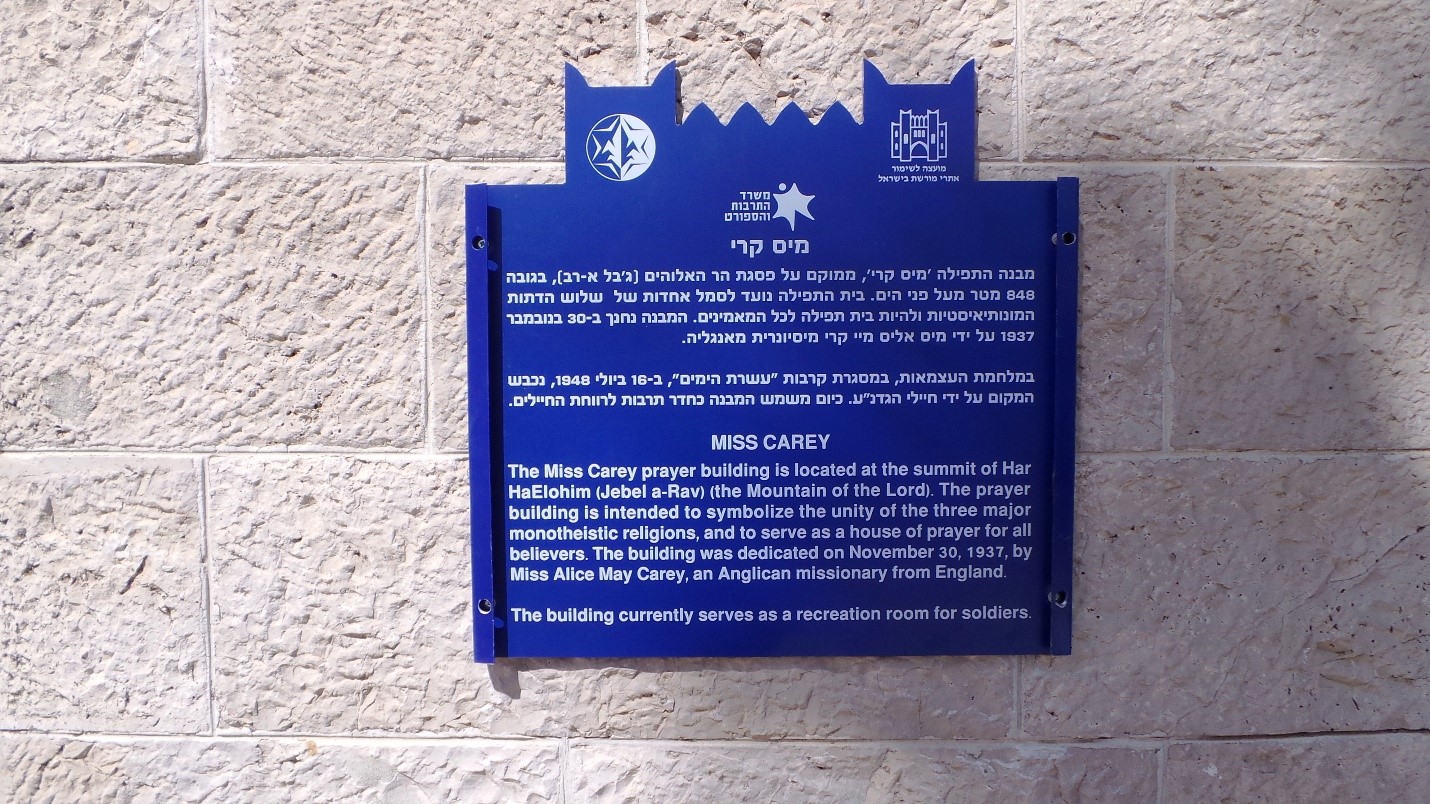 מועצה לשימור
אתרי מורשת בישראל
משרד
התרבות
והספורט
מיס קרי
מבנה התפילה 'מיס קרי', ממוקם על פסגת הר האלוהים (ג'בל א-רב), בגובה
848 מטר מעל פני הים. בית התפילה נועד לסמל אחדות של שלוש הדתות
המונותיאיסטיות ולהיות בית תפילה לכל המאמינים. המבנה נחנך ב-30 בנובמבר
1937 על ידי מיס אליס מיי קרי מיסיונרית מאנגליה.
במלחמת העצמאות, במסגרת קרבות "עשרת הימים", ב-16 ביולי 1948, נכבש
המקום על ידי חיילי הגדנ"ע. כיום משמש המבנה כחדר תרבות לרווחת החיילים.
MISS CAREY
The Miss Carey prayer building is located at the summit of Har
HaElohim (Jebel a-Rav) (the Mountain of the Lord). The prayer
building is intended to symbolize the unity of the three major
monotheistic religions, and to serve as a house of prayer for all
believers. The building was dedicated on November 30, 1937, by
Miss Alice May Carey, an Anglican missionary from England.
The building currently serves as a recreation room for soldiers.